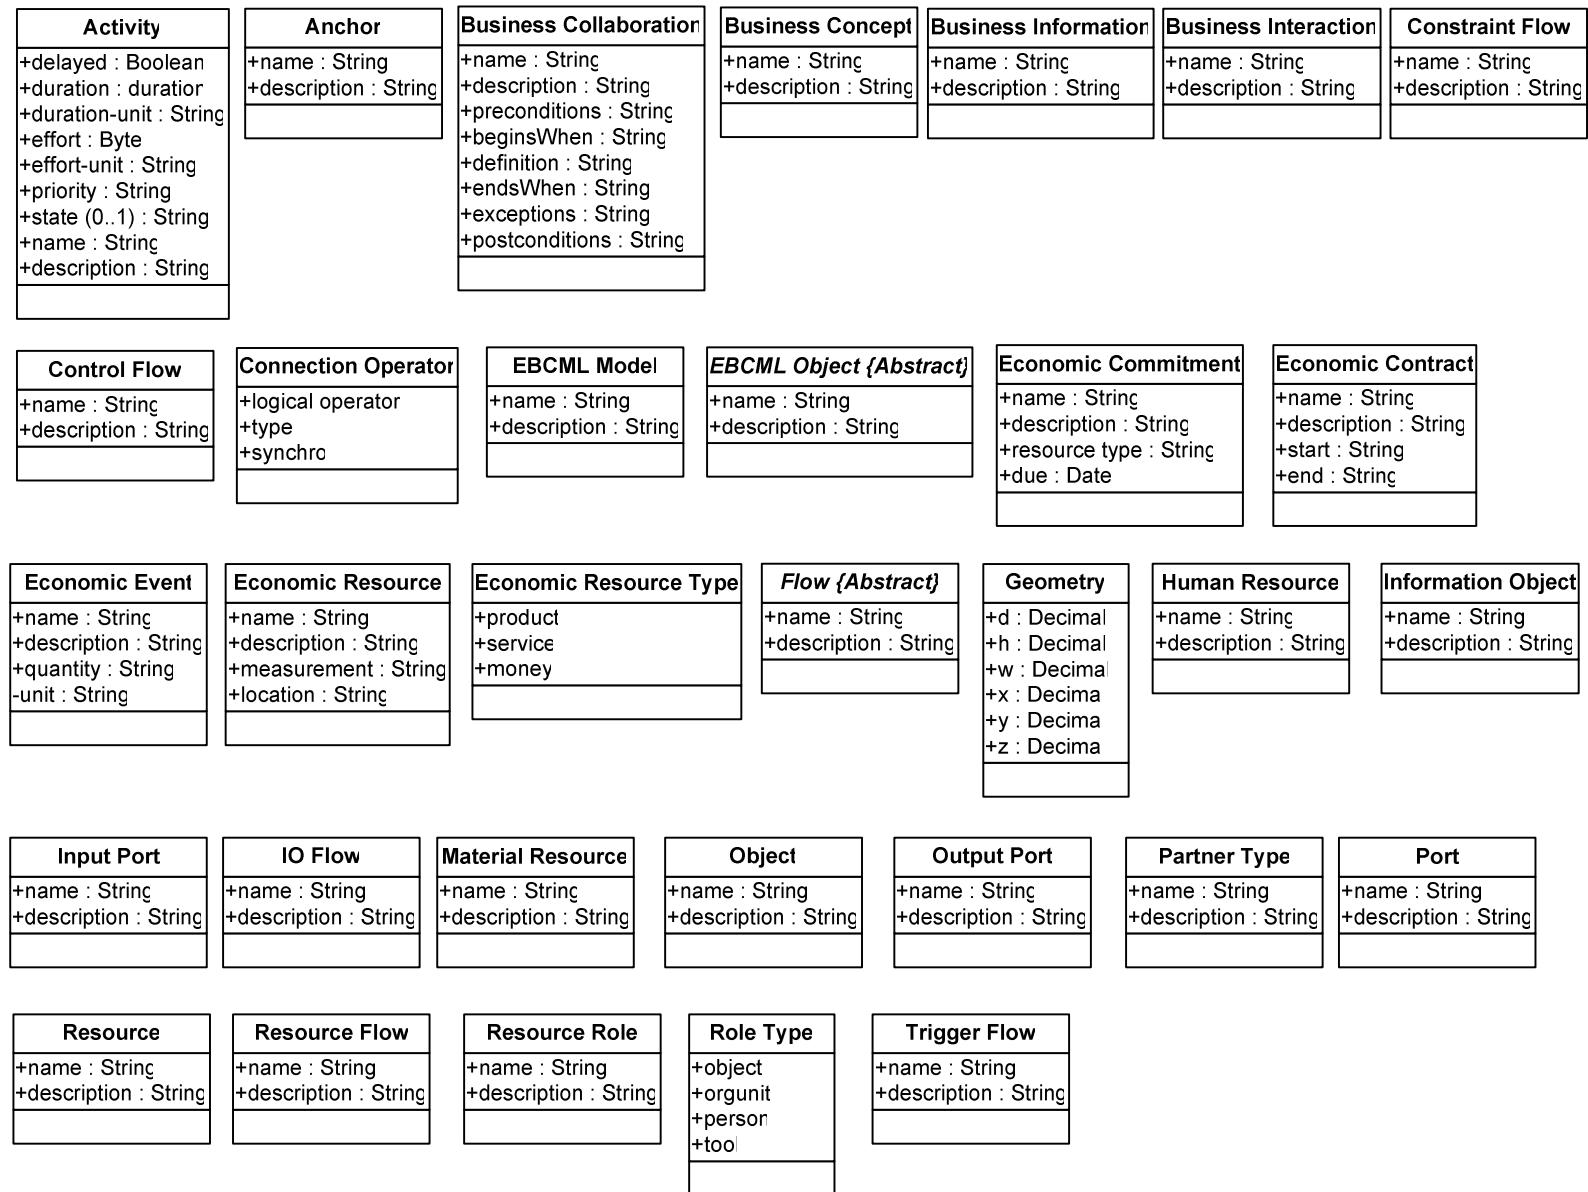 Activity
+delayed : Boolean
+duration : duration
+duration-unit : String
+effort : Byte
+effort-unit : String
+priority : String
+state (0..1) : String
+name : String
+description : String
Anchor
+name : String
+description : String
Business Collaboration
+name : String
+description : String
+preconditions : String
+beginsWhen : String
+definition : String
+endsWhen : String
+exceptions : String
+postconditions : String
Business Concept
+name : String
+description : String
Business Information
+name : String
+description : String
Business Interaction
+name : String
+description : String
Constraint Flow
+name : String
+description : String
Control Flow
+name : String
+description : String
Connection Operator
+logical operator
+type
+synchro
EBCML Model
+name : String
+description : String
EBCML Object {Abstract}
+name : String
+description : String
Economic Commitment
+name : String
+description : String
+resource type : String
+due : Date
Economic Contract
+name : String
+description : String
+start : String
+end : String
Economic Event
+name : String
+description : String
+quantity : String
-unit : String
Economic Resource
+name : String
+description : String
+measurement : String
+location : String
Economic Resource Type
+product
+service
+money
Flow {Abstract}
+name : String
+description : String
Geometry
+d : Decimal
+h : Decimal
+w : Decimal
+x : Decima
+y : Decima
+z : Decima
Human Resource
+name : String
+description : String
Information Object
+name : String
+description : String
Input Port
+name : String
+description : String
IO Flow
+name : String
+description : String
Material Resource
+name : String
+description : String
Object
+name : String
+description : String
Output Port
+name : String
+description : String
Partner Type
+name : String
+description : String
Port
+name : String
+description : String
Resource
+name : String
+description : String
Resource Flow
+name : String
+description : String
Resource Role
+name : String
+description : String
Role Type
+object
+orgunit
+person
+tool
Trigger Flow
+name : String
+description : String